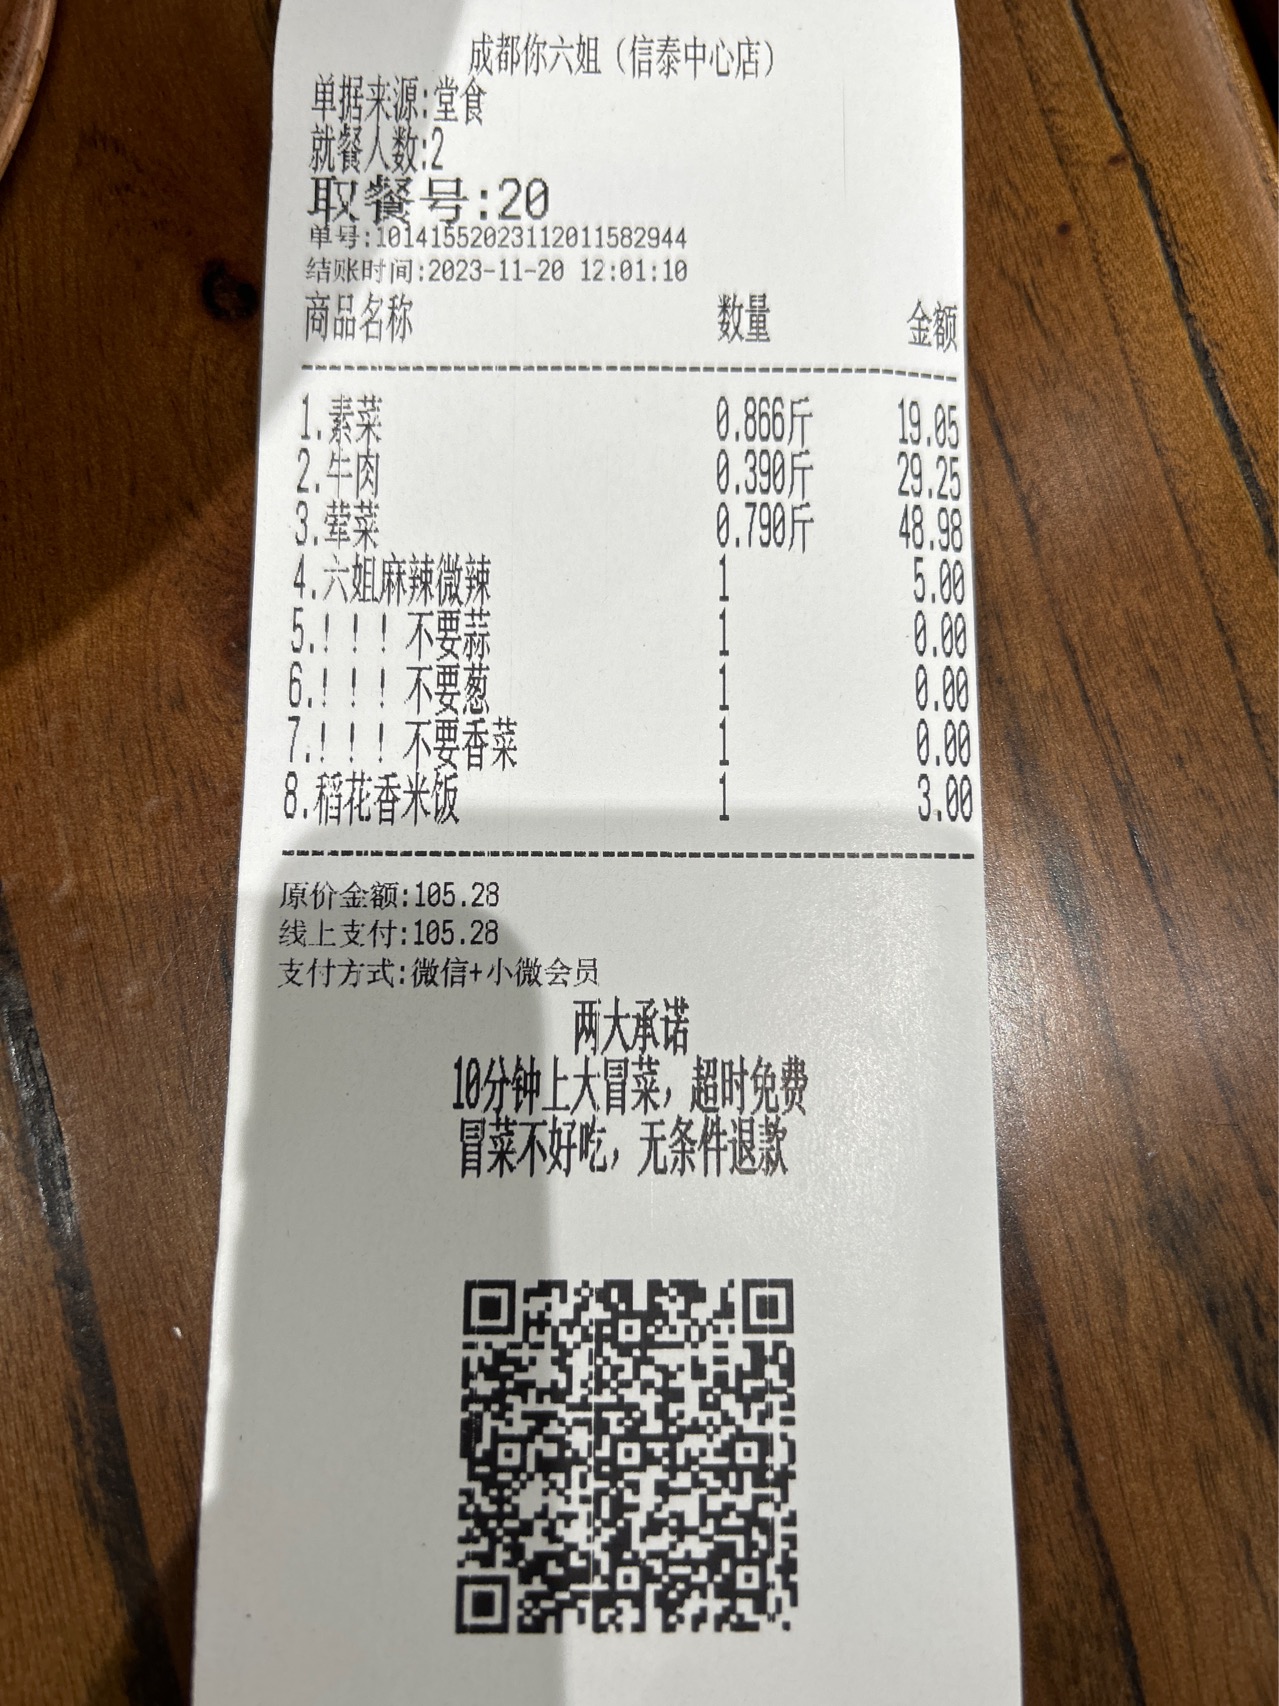 成都你六姐（信泰中心店）
单据来源:堂食
就餐人数:2
取餐号:20
单号:10141552023112011582944
结账时间:2023-11-20 12:01:10
商品名称 数量 金额
1.素菜 0.866斤 19.05
2.牛肉 0.390斤 29.25
3.荤菜 0.790斤 48.98
4.六姐麻辣微辣 1 5.00
5.！！！不要蒜 1 0.00
6.！！！不要葱 1 0.00
7.！！！不要香菜 1 0.00
8.稻花香米饭 1 3.00
原价金额:105.28
线上支付:105.28
支付方式:微信+小微会员
两大承诺
10分钟上大冒菜，超时免费
冒菜不好吃，无条件退款